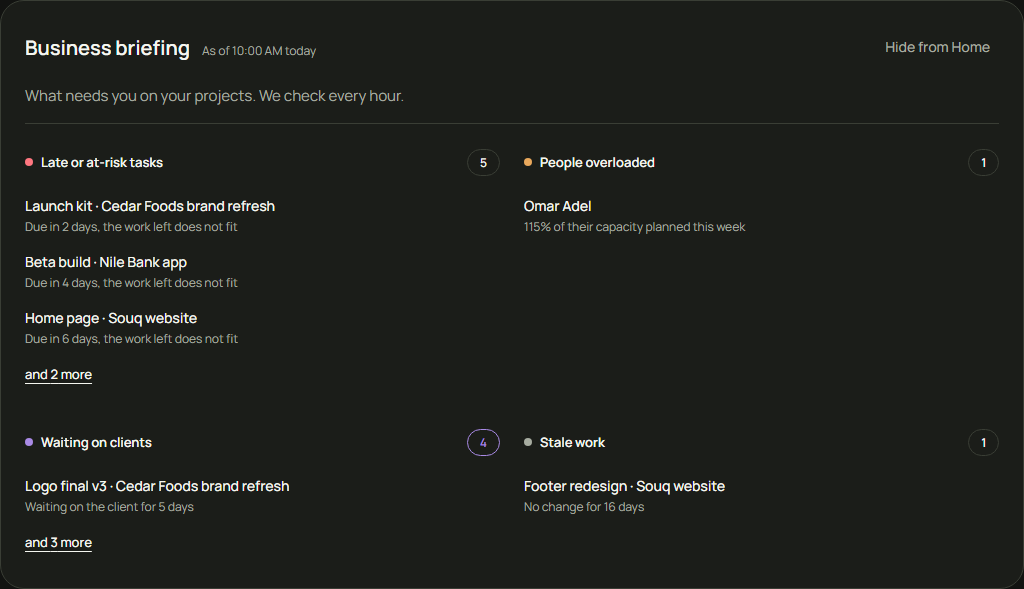 Business briefing As of 10:00 AM today
Hide from Home
What needs you on your projects. We check every hour.
Late or at-risk tasks 5
Launch kit · Cedar Foods brand refresh
Due in 2 days, the work left does not fit
Beta build · Nile Bank app
Due in 4 days, the work left does not fit
Home page · Souq website
Due in 6 days, the work left does not fit
and 2 more
People overloaded 1
Omar Adel
115% of their capacity planned this week
Waiting on clients 4
Logo final v3 · Cedar Foods brand refresh
Waiting on the client for 5 days
and 3 more
Stale work 1
Footer redesign · Souq website
No change for 16 days